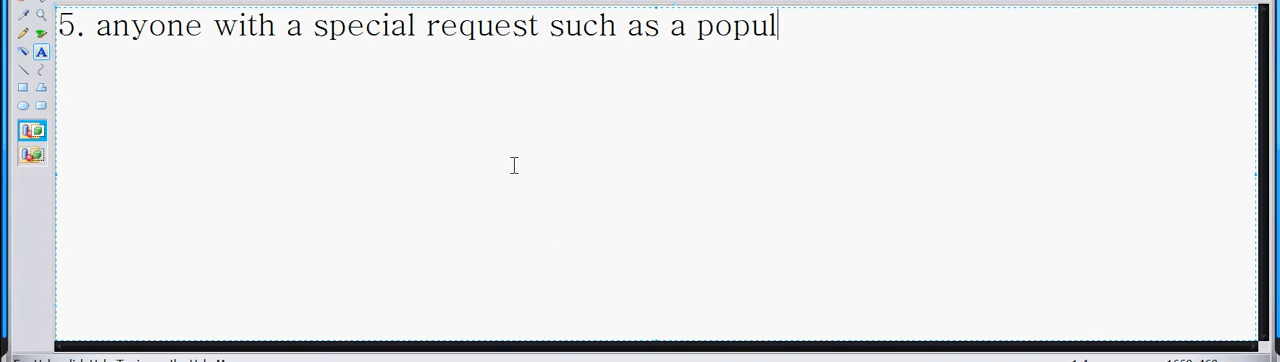 5. anyone with a special request such as a popul